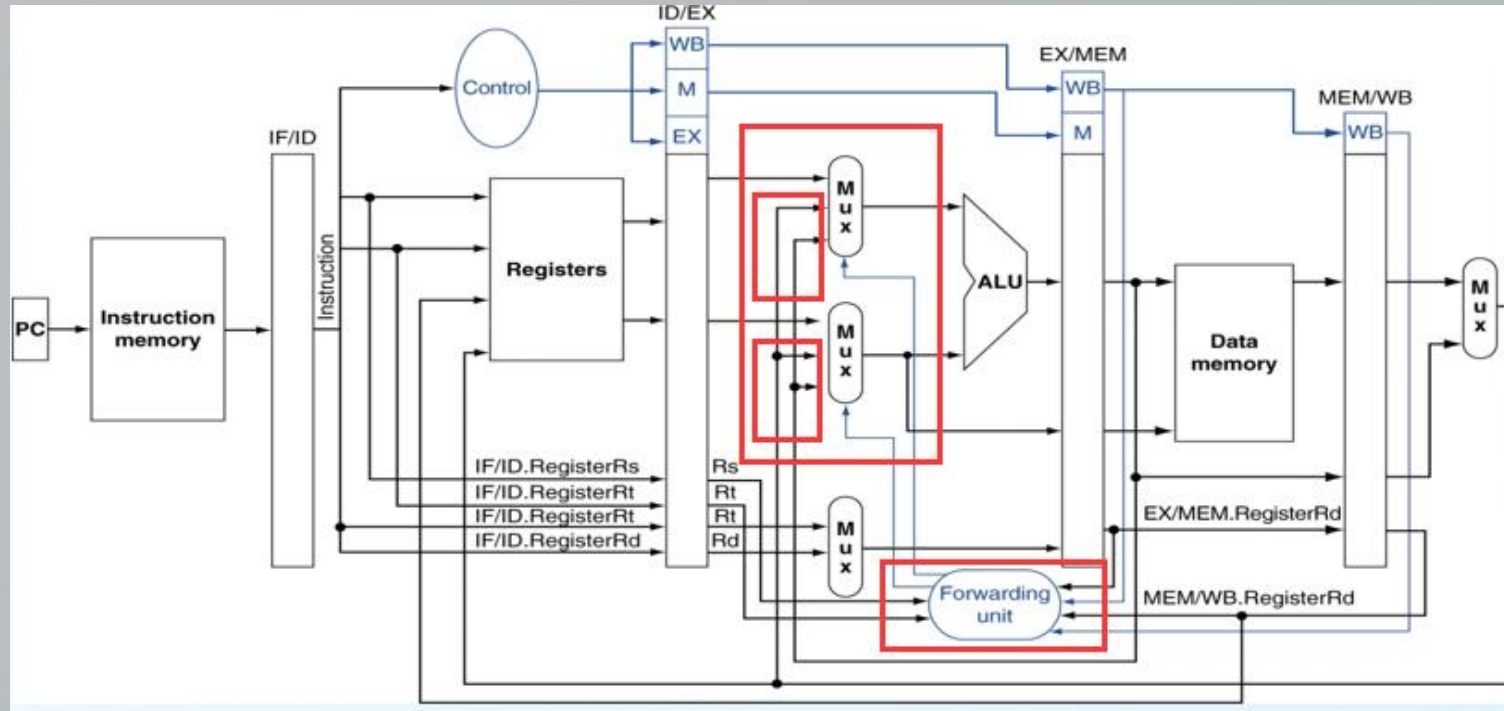 ID/EX
WB
EX/MEM
Control
M
WB
MEM/WB
EX
M
WB
IF/ID
M
u
x
Instruction
Registers
ALU
M
u
x
PC
Instruction
memory
M
u
x
Data
memory
IF/ID.RegisterRs
Rs
IF/ID.RegisterRt
Rt
IF/ID.RegisterRt
Rt
IF/ID.RegisterRd
Rd
M
u
x
EX/MEM.RegisterRd
Forwarding
unit
MEM/WB.RegisterRd